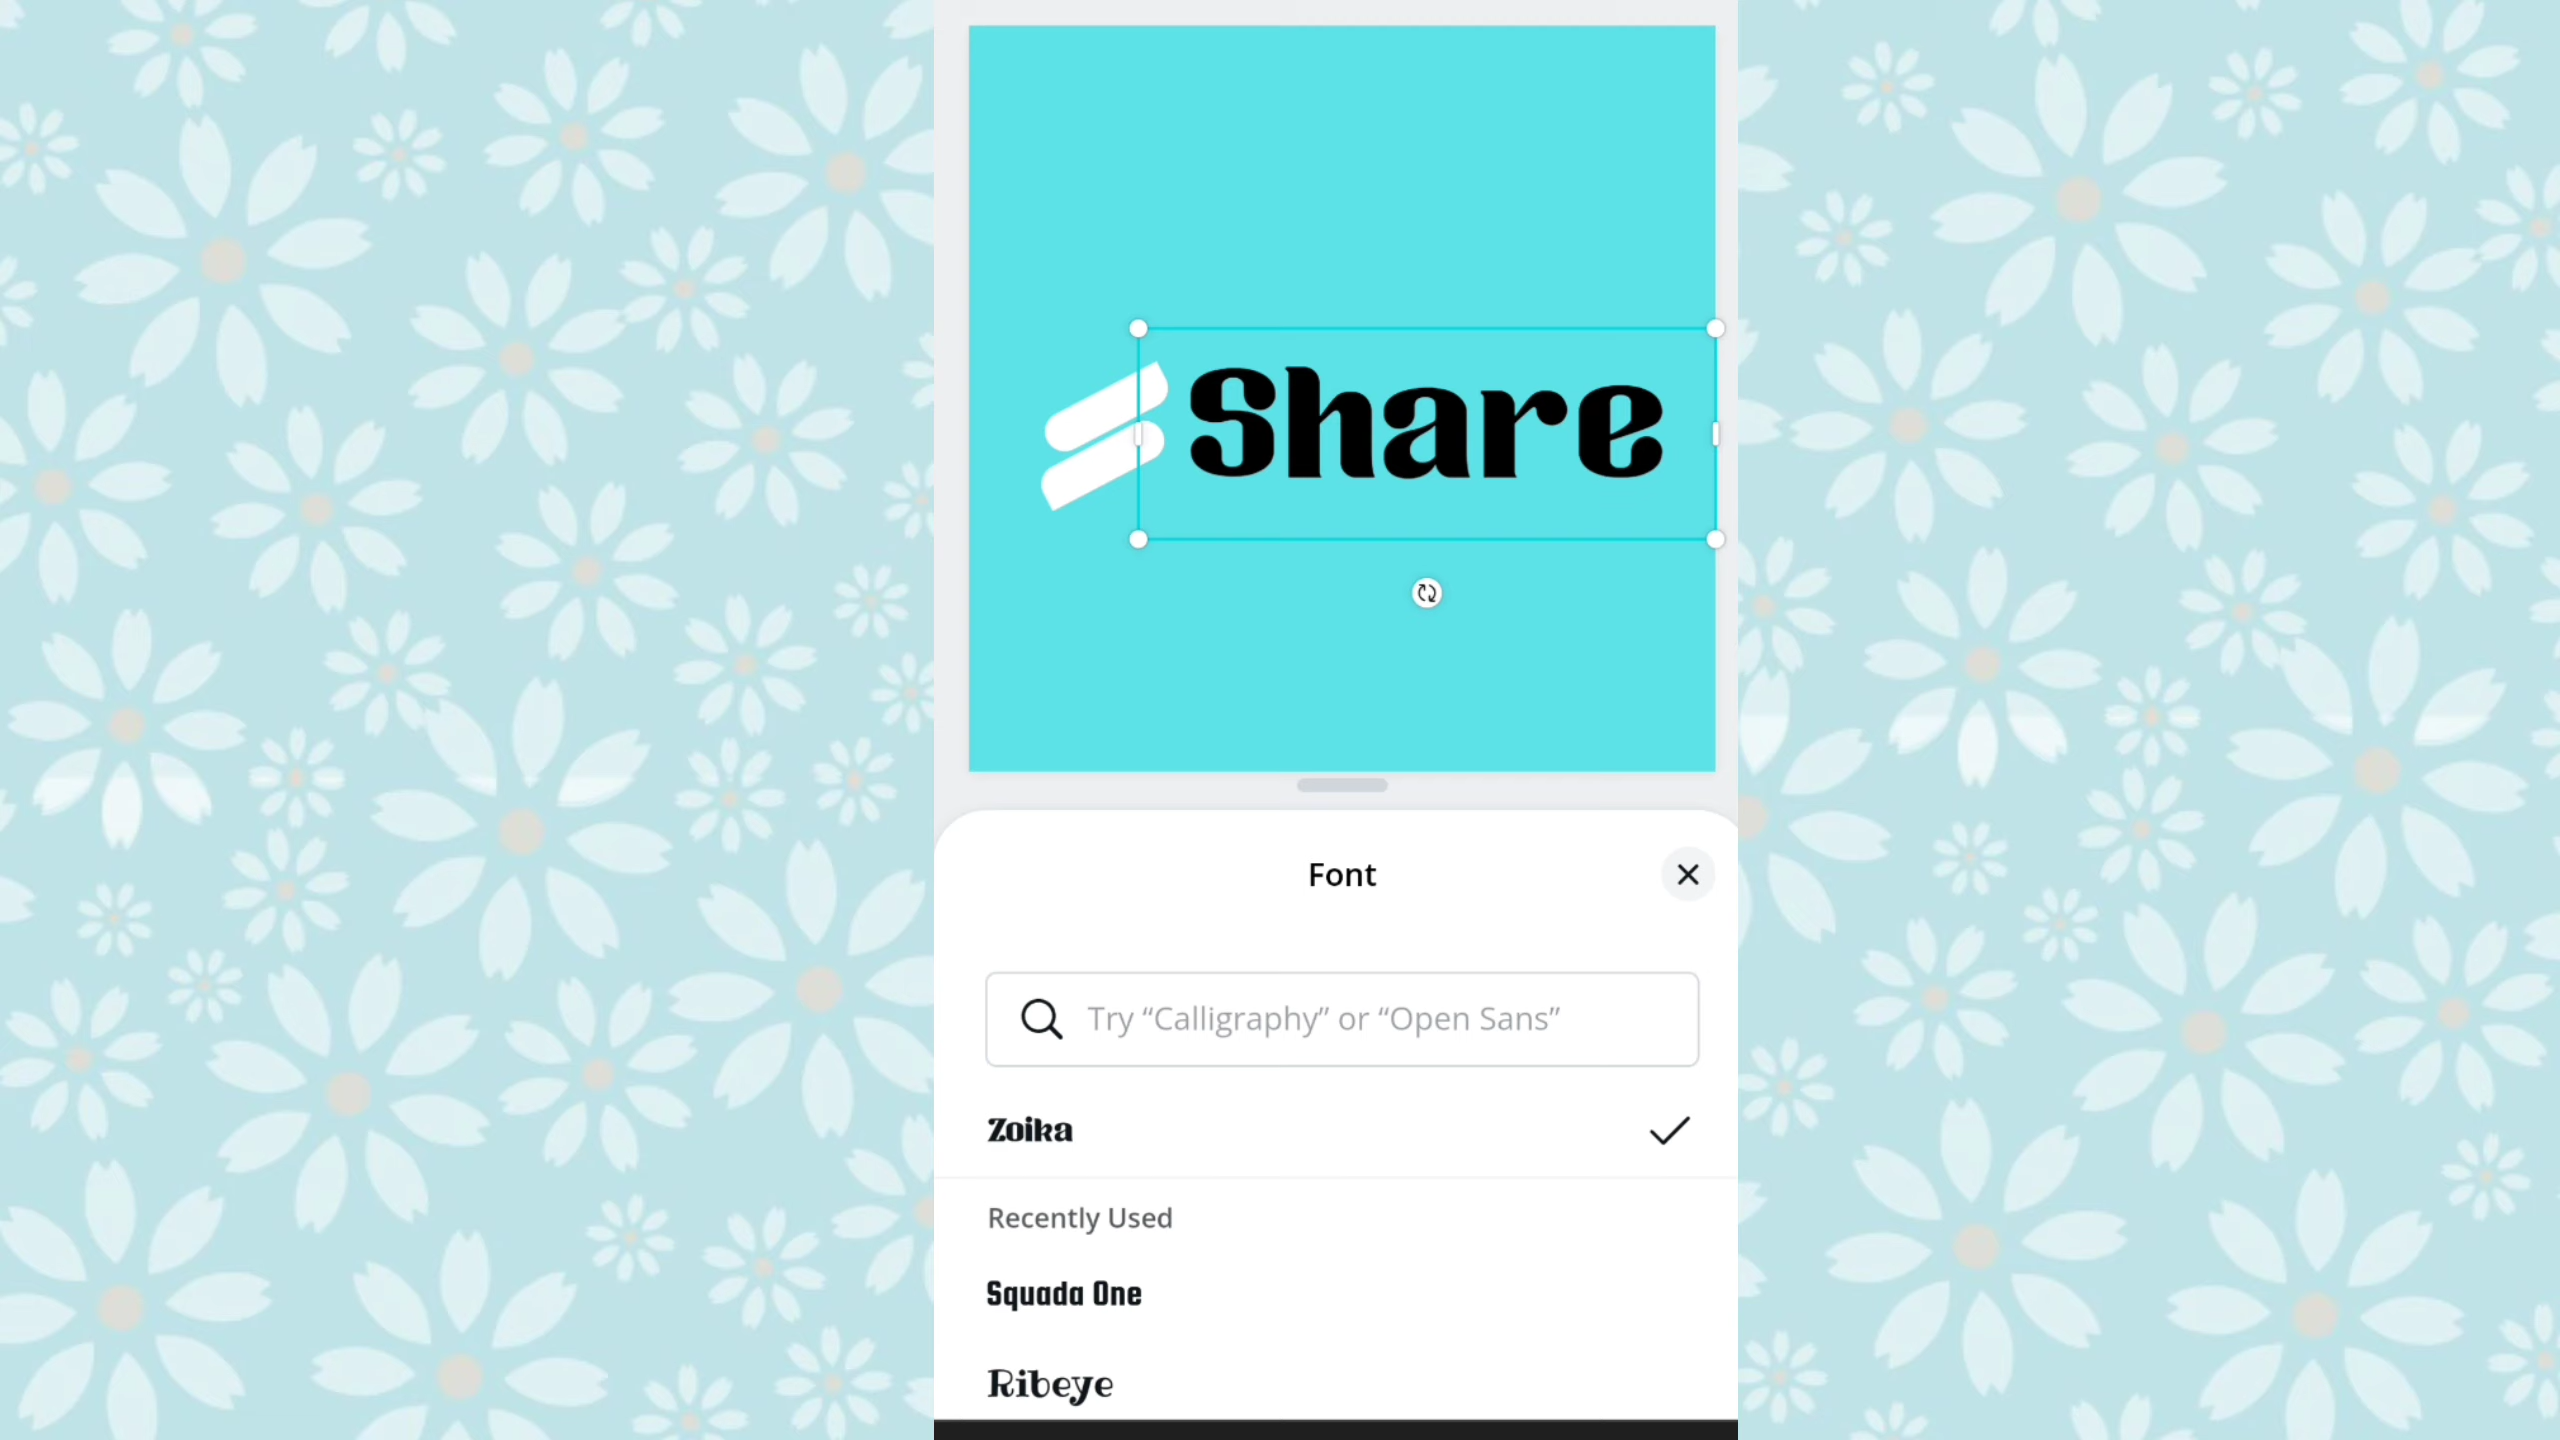 Share
Font
Try “Calligraphy” or “Open Sans”
Zoika
Recently Used
Squada One
Ribeye